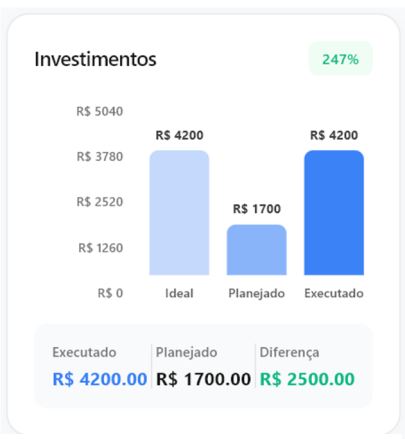 Investimentos
247%
R$ 5040
R$ 4200
R$ 4200
R$ 3780
R$ 2520
R$ 1700
R$ 1260
R$ 0
Ideal
Planejado
Executado
Executado
Planejado
Diferença
R$ 4200.00
R$ 1700.00
R$ 2500.00